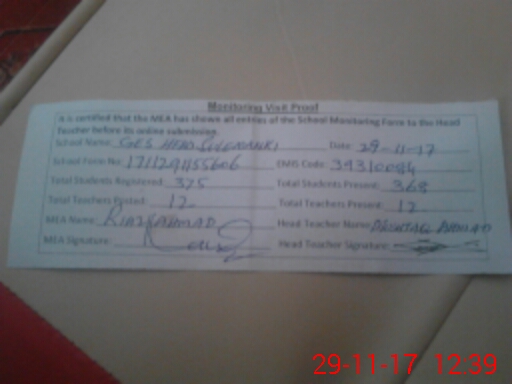 Monitoring Visit Proof
It is certified that the MEA has shown all entries of the School Monitoring Form to the Head
Teacher before its online submission.
School Name: GES HEAD SULEMANKI Date: 29-11-17
School Form No: 1711291155606 EMIS Code: 39310084
Total Students Registered: 375 Total Students Present: 368
Total Teachers Posted: 12 Total Teachers Present: 12
MEA Name: RIAZ AHMAD Head Teacher Name: AHMAD
MEA Signature: Head Teacher Signature:
29-11-17 12:39